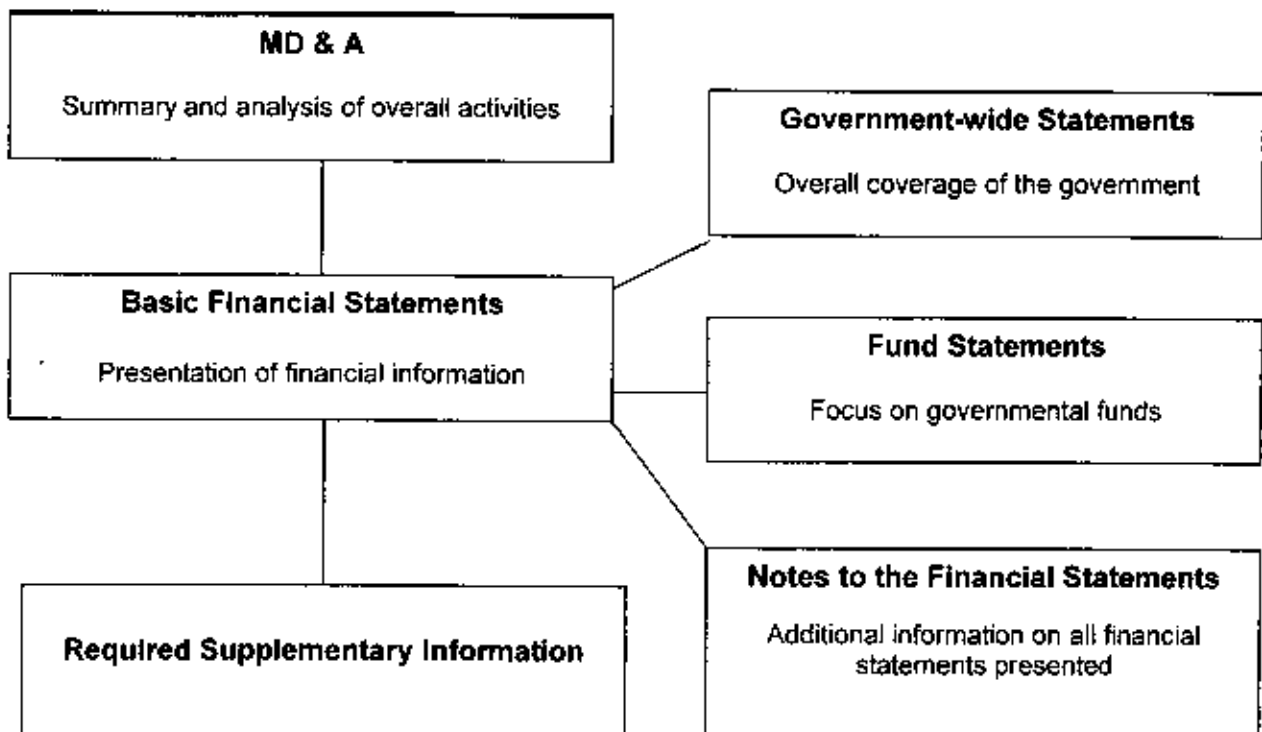 MD & A
Summary and analysis of overall activities
Government-wide Statements
Overall coverage of the government
Basic Financial Statements
Presentation of financial information
Fund Statements
Focus on governmental funds
Notes to the Financial Statements
Additional information on all financial
statements presented
Required Supplementary Information